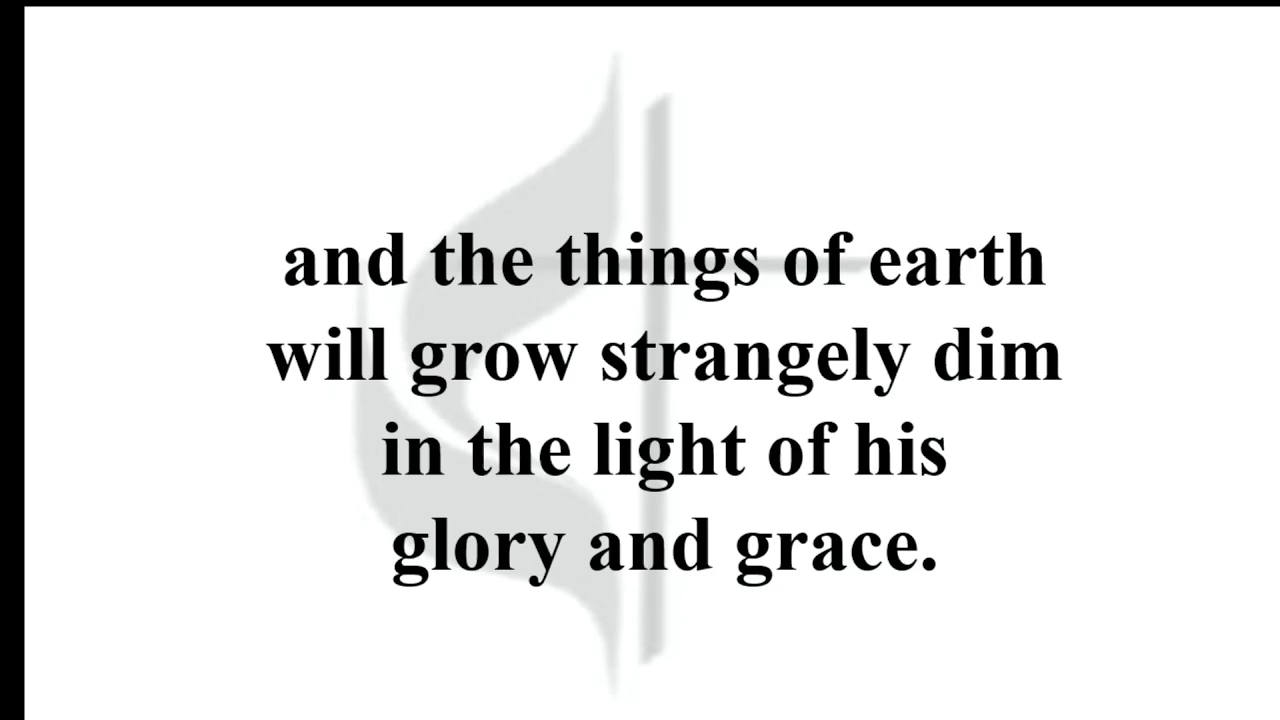 and the things of earth
will grow strangely dim
in the light of his
glory and grace.